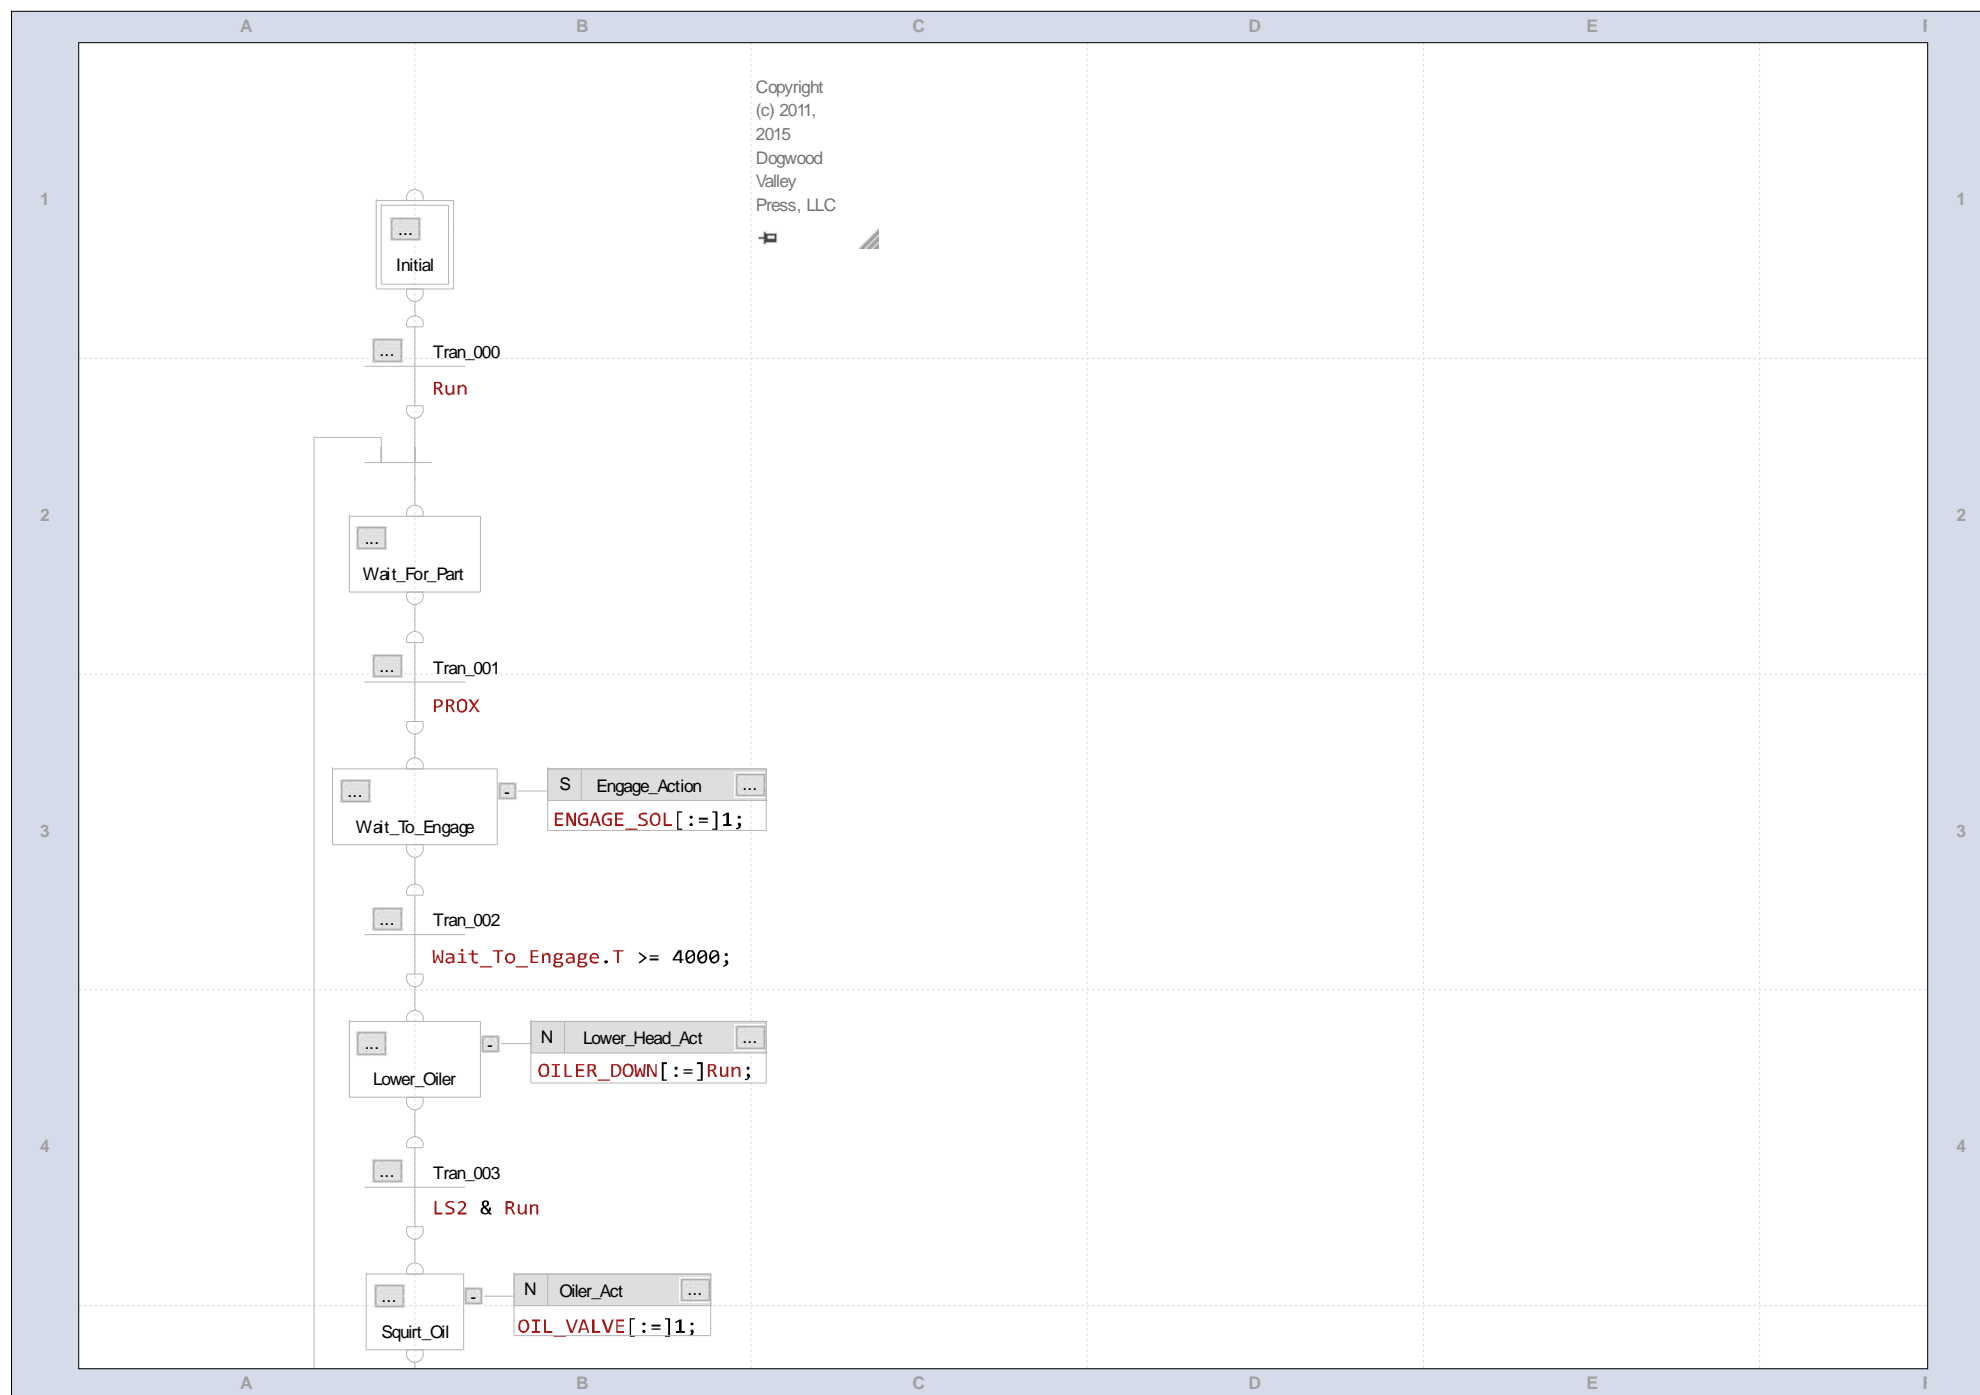 A B C D E
Copyright
(c) 2011,
2015
Dogwood
Valley
Press, LLC
1 1
...
Initial
... Tran_000
Run
2 2
...
Wait_For_Part
... Tran_001
PROX
... - S Engage_Action ...
ENGAGE_SOL[:=]1;
Wait_To_Engage
3 3
... Tran_002
Wait_To_Engage.T >= 4000;
... - N Lower_Head_Act ...
OILER_DOWN[:=]Run;
Lower_Oiler
4 4
... Tran_003
LS2 & Run
... - N Oiler_Act ...
OIL_VALVE[:=]1;
Squirt_Oil
A B C D E